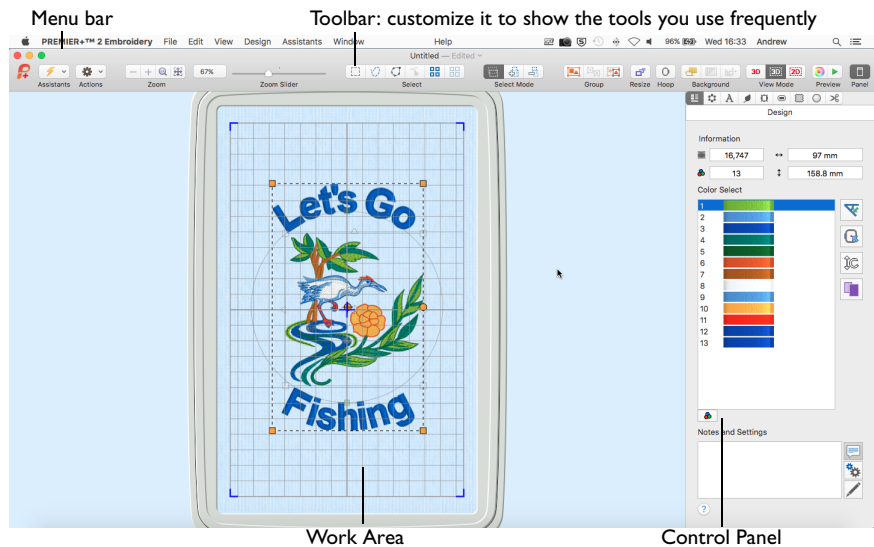 Menu bar
Toolbar: customize it to show the tools you use frequently
PREMIER+™ 2 Embroidery File Edit View Design Assistants Window Help 96% Wed 16:33 Andrew
Untitled — Edited
67%
3D 3D 2D
Assistants Actions Zoom Zoom Slider Select Select Mode Group Resize Hoop Background View Mode Preview Panel
Design
Information
16,747 97 mm
13 158.8 mm
Color Select
1
2
3
4
5
6
7
8
9
10
11
12
13
Let's Go
Fishing
Notes and Settings
?
Work Area
Control Panel